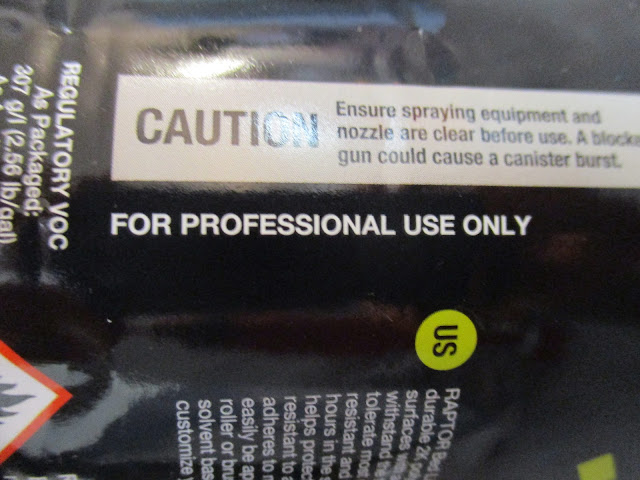 CAUTION
Ensure spraying equipment and
nozzle are clear before use. A
gun could cause a canister burst.
FOR PROFESSIONAL USE ONLY
REGULATORY VOC
As Packaged:
307 g/l (2.56 lb/gal)
US
RAPTOR
durable 2K
surfaces
withstand
tolerate
resistant and
hours in the
helps
resistant to
adheres to
easily be
roller or
solvent
customize